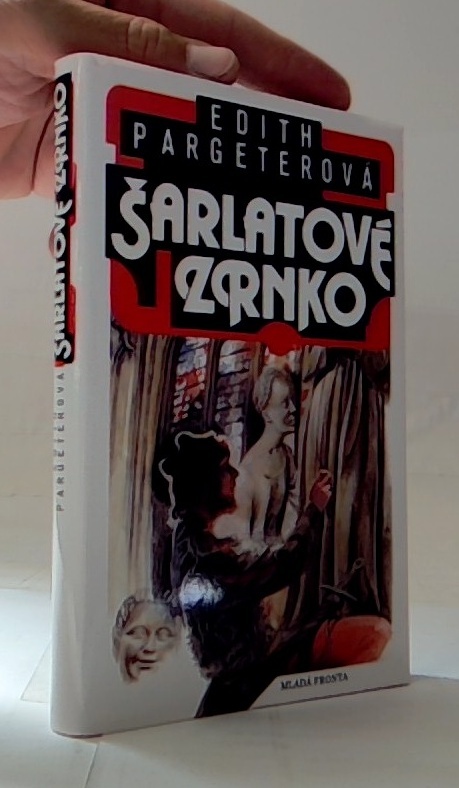 EDITH
PARGETEROVÁ
ŠARLATOVÉ
ZRNKO
MLADÁ FRONTA
ŠARLATOVÉ ZRNKO
PARGETEROVÁ